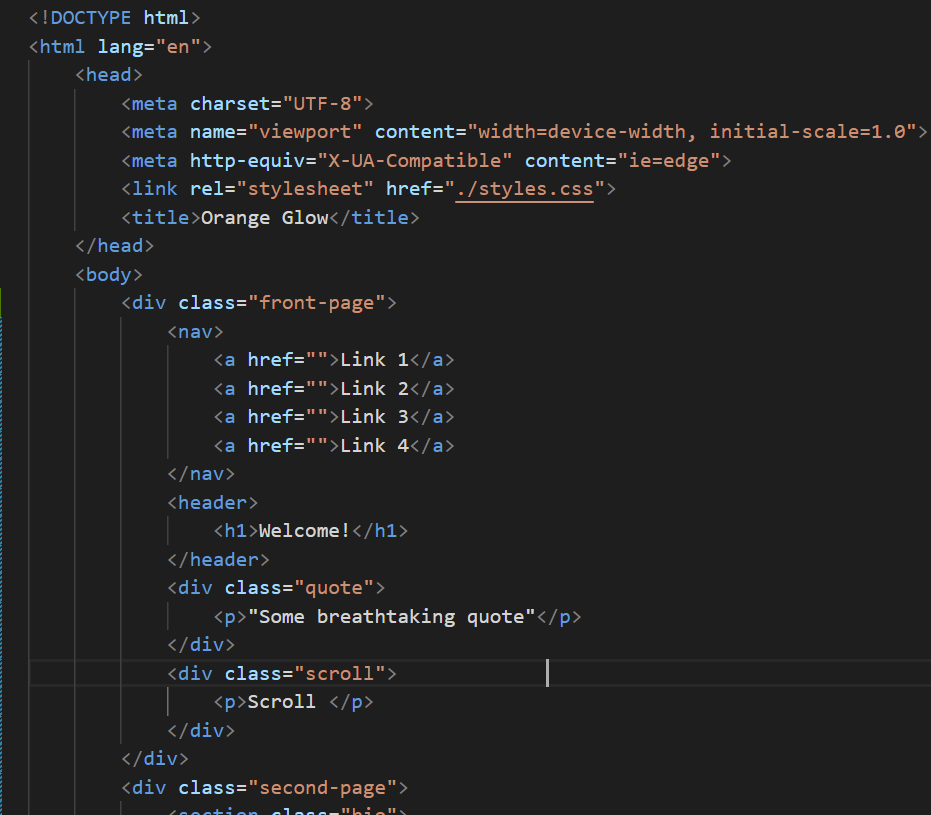 <!DOCTYPE html>
<html lang="en">
<head>
<meta charset="UTF-8">
<meta name="viewport" content="width=device-width, initial-scale=1.0">
<meta http-equiv="X-UA-Compatible" content="ie=edge">
<link rel="stylesheet" href="./styles.css">
<title>Orange Glow</title>
</head>
<body>
<div class="front-page">
<nav>
<a href="">Link 1</a>
<a href="">Link 2</a>
<a href="">Link 3</a>
<a href="">Link 4</a>
</nav>
<header>
<h1>Welcome!</h1>
</header>
<div class="quote">
<p>"Some breathtaking quote"</p>
</div>
<div class="scroll">
<p>Scroll </p>
</div>
</div>
<div class="second-page">
<section class="bio">